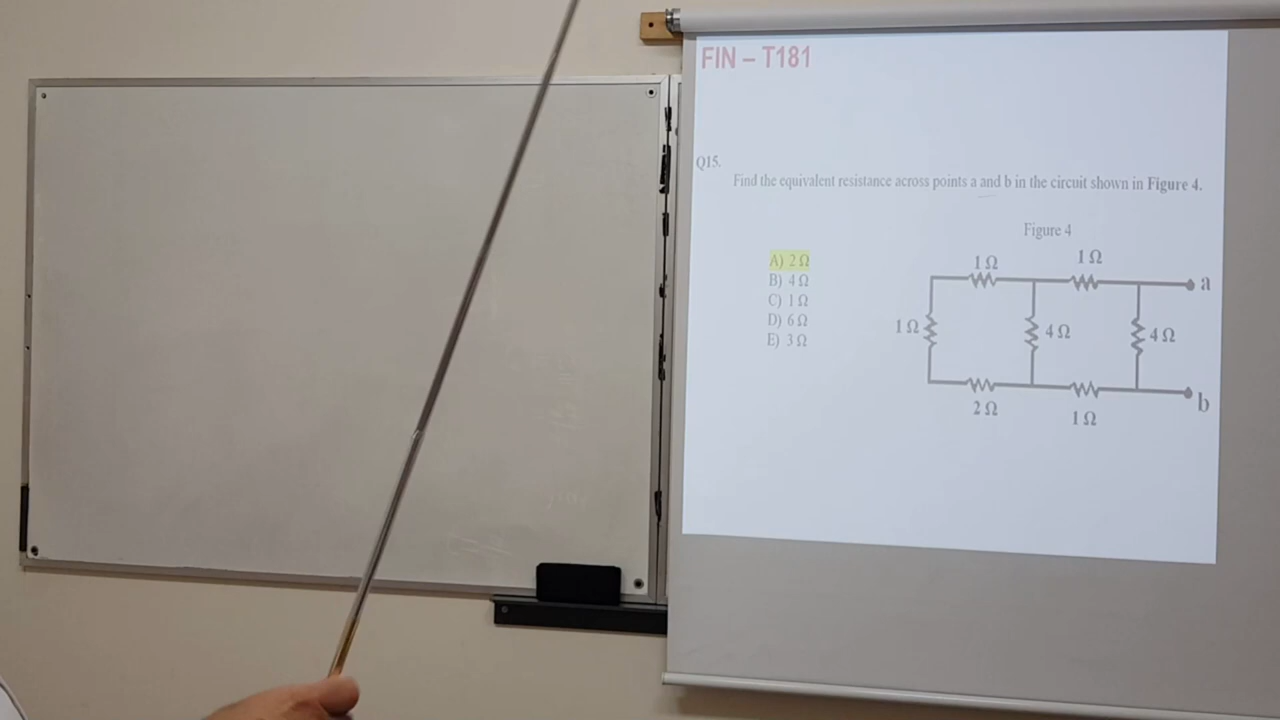 FIN – T181
Q15.
Find the equivalent resistance across points a and b in the circuit shown in Figure 4.
Figure 4
A) 2 Ω
B) 4 Ω
C) 1 Ω
D) 6 Ω
E) 3 Ω
1 Ω
1 Ω
a
1 Ω
4 Ω
4 Ω
2 Ω
1 Ω
b